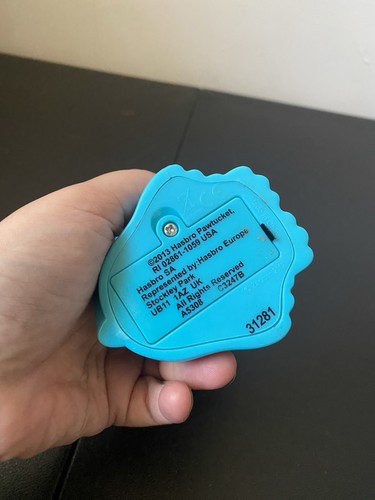 ©2013 Hasbro Pawtucket,
RI 02861-1059 USA
Hasbro SA
Represented by:Hasbro Europe
Stockley Park
UB11 1AZ UK
All Rights Reserved
A5308 C3247B
31281